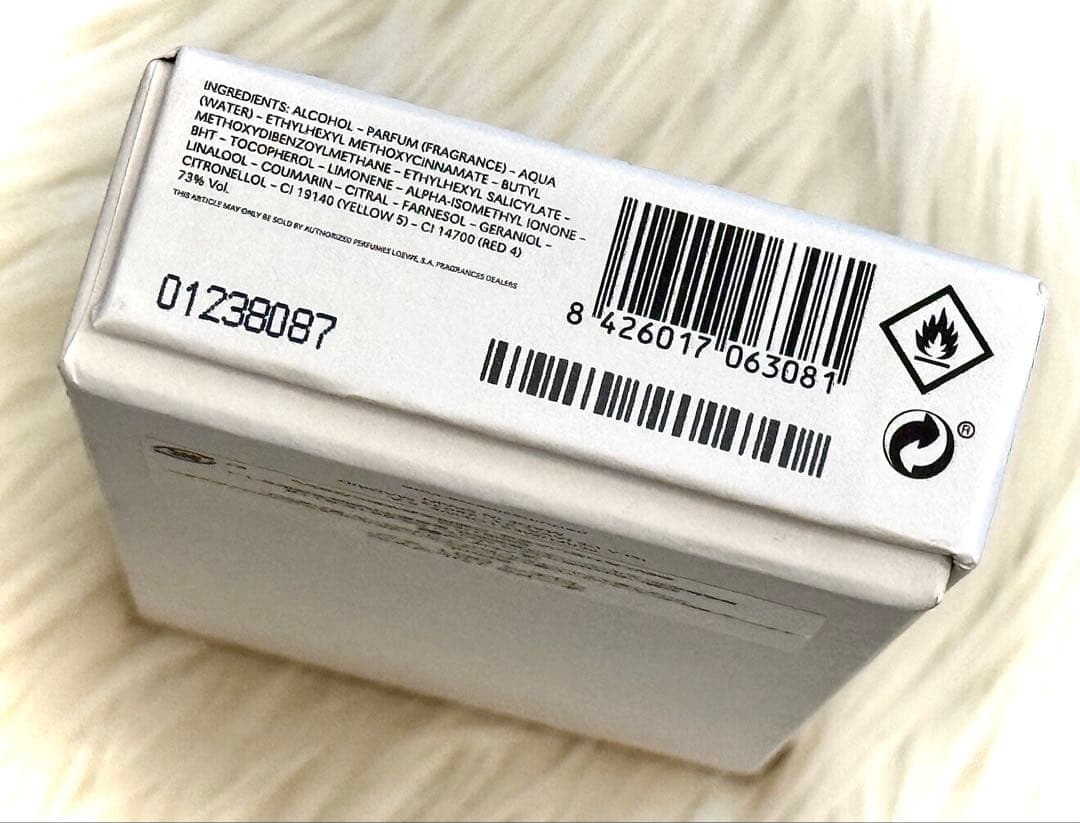 INGREDIENTS: ALCOHOL - PARFUM (FRAGRANCE) - AQUA
(WATER) - ETHYLHEXYL METHOXYCINNAMATE - BUTYL
METHOXYDIBENZOYLMETHANE - ETHYLHEXYL SALICYLATE -
BHT - TOCOPHEROL - LIMONENE - ALPHA-ISOMETHYL IONONE -
LINALOOL - COUMARIN - CITRAL - FARNESOL - GERANIOL -
CITRONELLOL - CI 19140 (YELLOW 5) - CI 14700 (RED 4)
73% Vol.
THIS ARTICLE MAY ONLY BE SOLD BY AUTHORIZED PERFUMES LOEWE, S.A. FRAGRANCES DEALERS
01238087
8 426017 063081
®